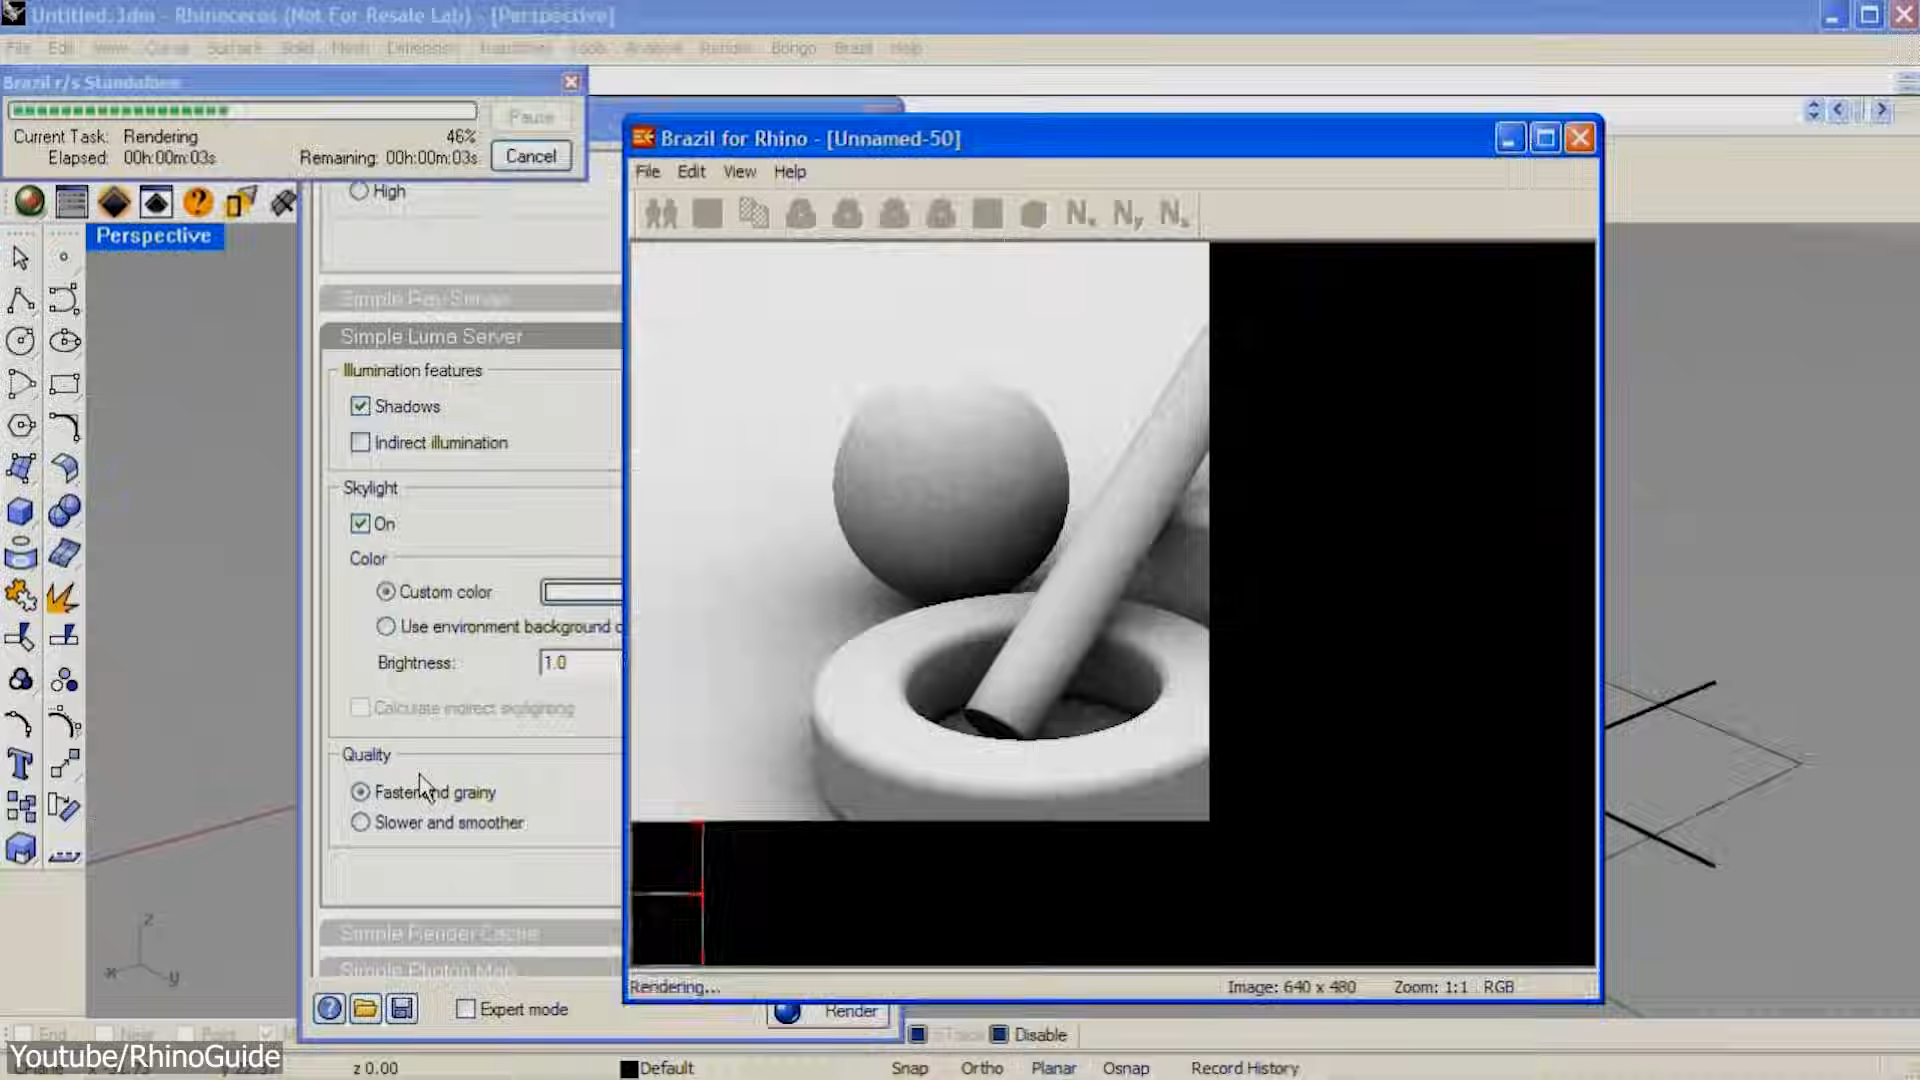 Untitled.3dm - Rhinoceros (Not For Resale Lab) - [Perspective]
File Edit View Curve Surface Solid Mesh Dimension Transform Tools Analyze Render Bongo Brazil Help
Brazil r/s Standalone
Pause
Current Task: Rendering 46%
Elapsed: 00h:00m:03s Remaining: 00h:00m:03s Cancel
Perspective
High
Simple Ray Server
Simple Luma Server
Illumination features
Shadows
Indirect illumination
Skylight
On
Color
Custom color
Use environment background c
Brightness: 1.0
Calculate indirect skylighting
Quality
Faster and grainy
Slower and smoother
Simple Render Cache
Simple Photon Map
Expert mode
Render
Brazil for Rhino - [Unnamed-50]
File Edit View Help
Nx Ny Nz
Rendering...
Image: 640 x 480 Zoom: 1:1 RGB
z
x y
End Near Point
Disable
Youtube/RhinoGuide
z 0.00 Default Snap Ortho Planar Osnap Record History